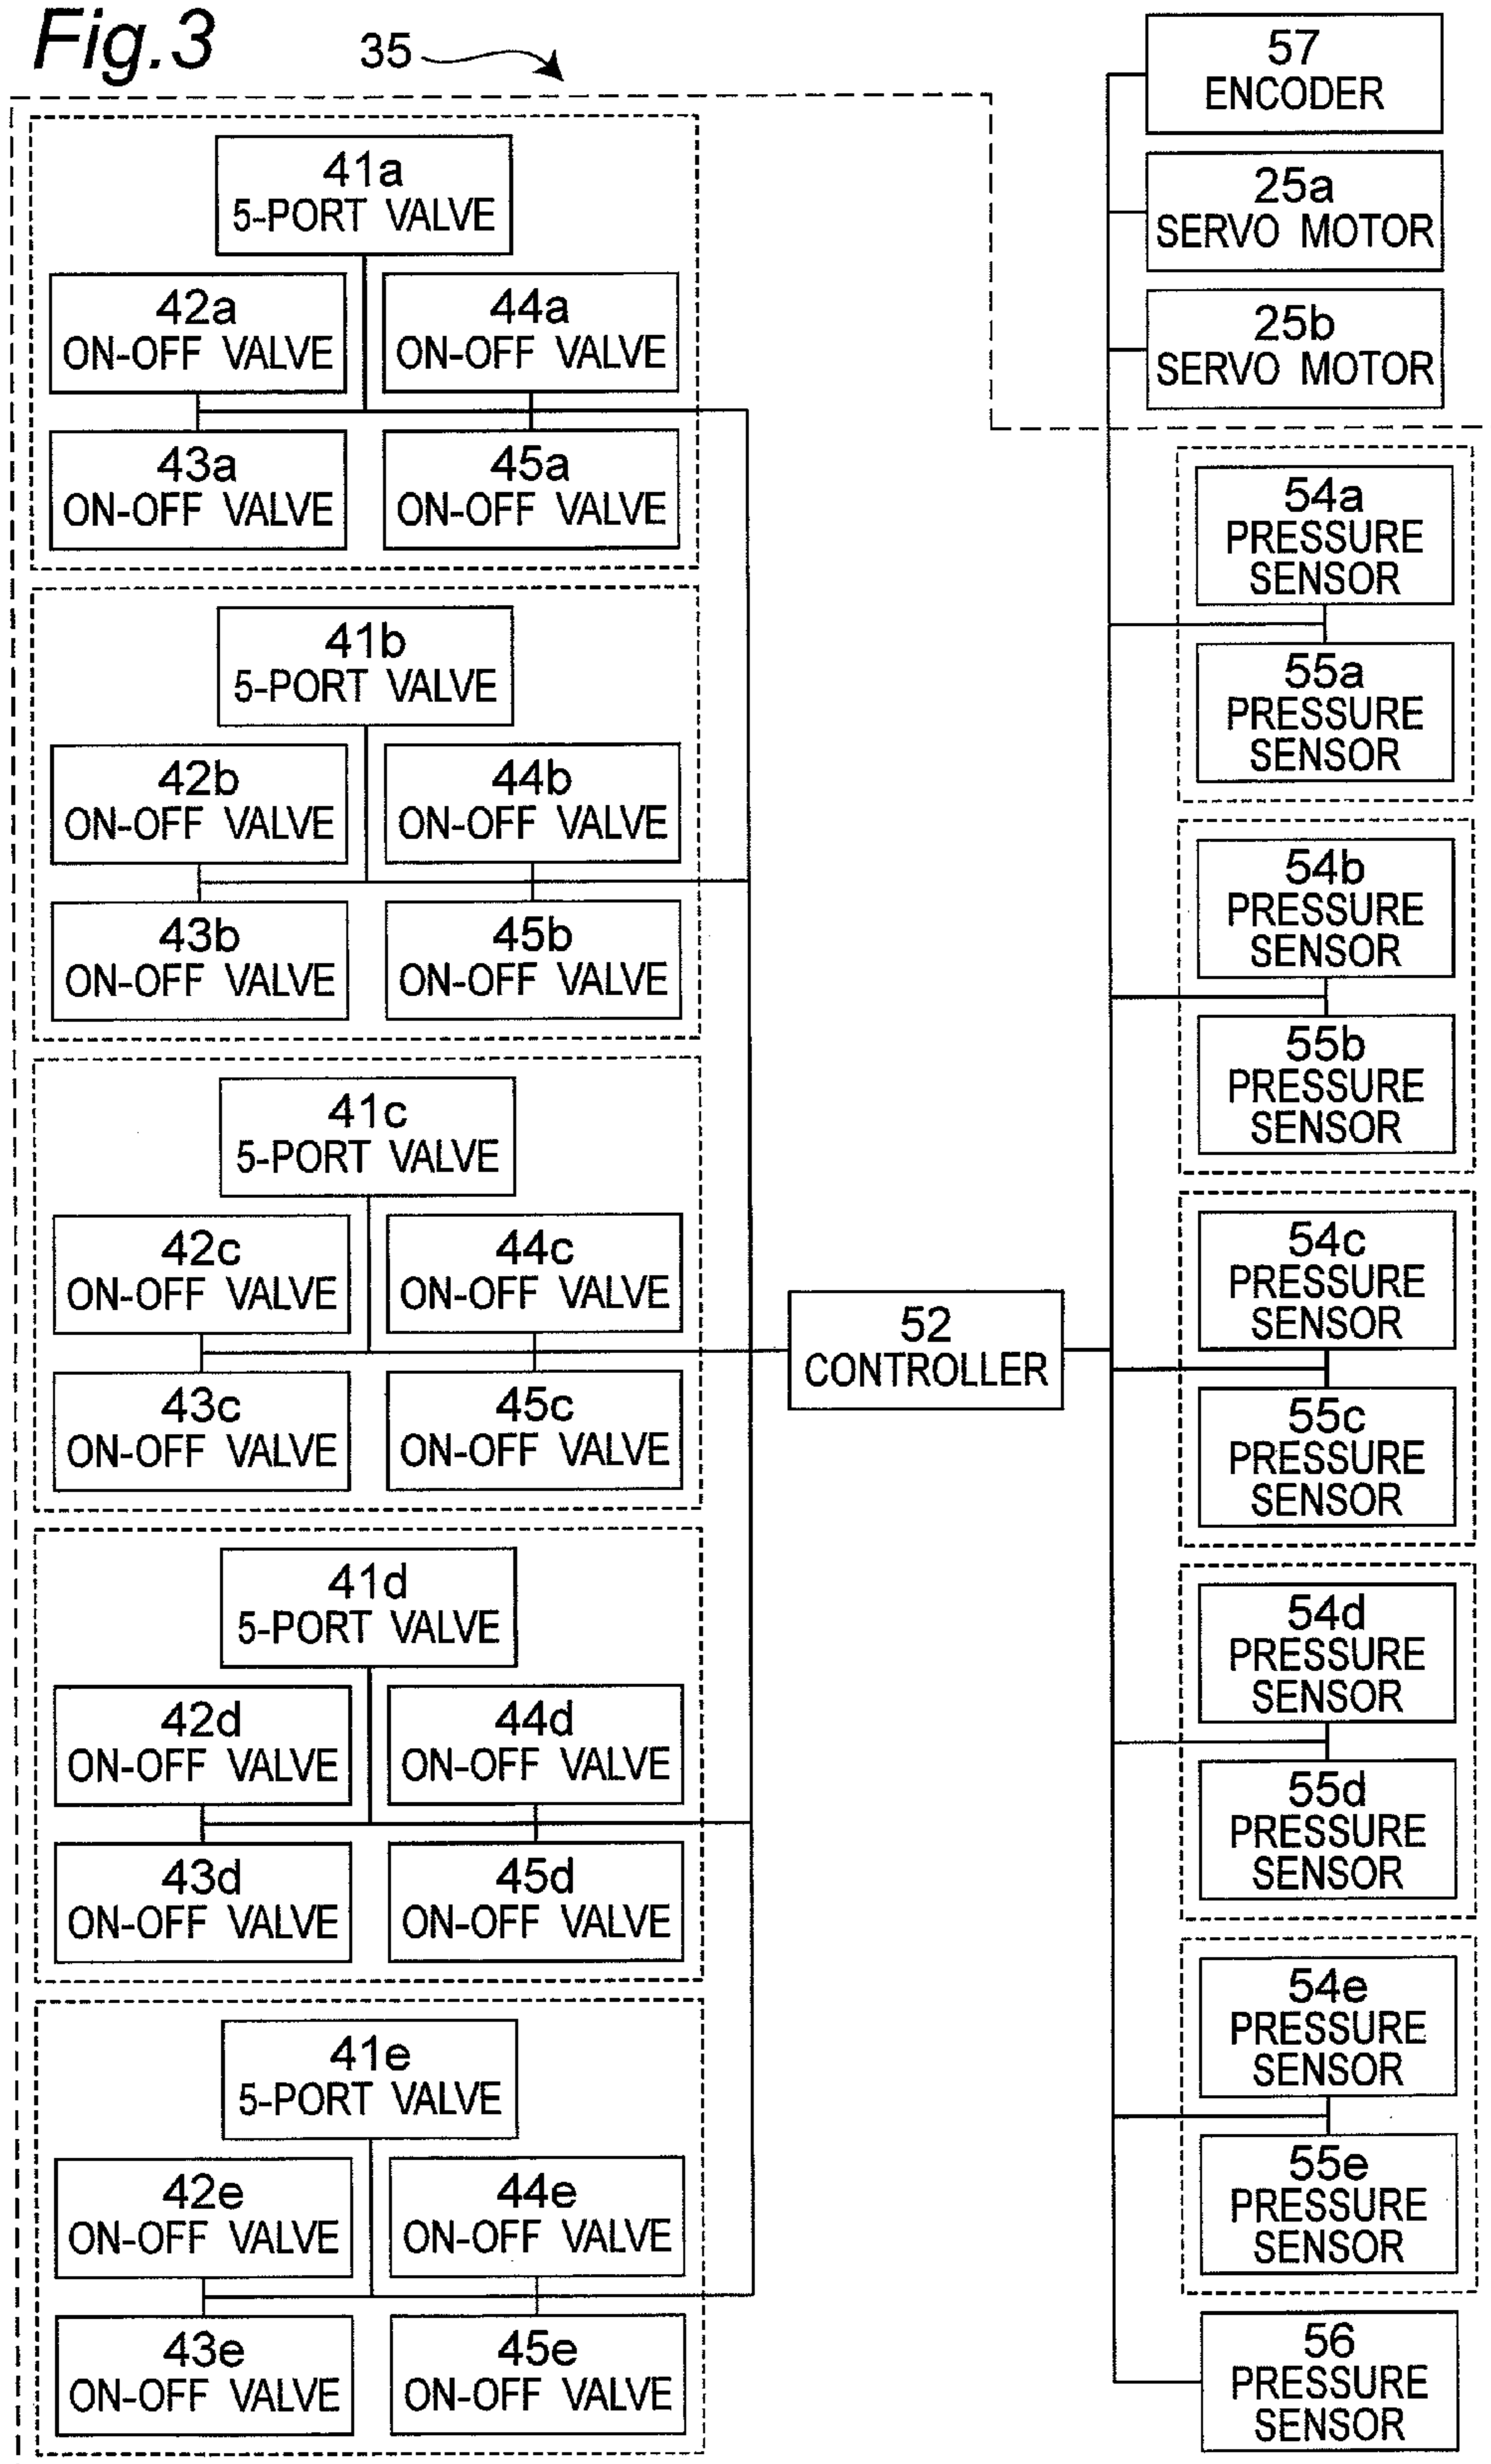 Fig.3
35
41a
5-PORT VALVE
42a
ON-OFF VALVE
44a
ON-OFF VALVE
43a
ON-OFF VALVE
45a
ON-OFF VALVE
41b
5-PORT VALVE
42b
ON-OFF VALVE
44b
ON-OFF VALVE
43b
ON-OFF VALVE
45b
ON-OFF VALVE
41c
5-PORT VALVE
42c
ON-OFF VALVE
44c
ON-OFF VALVE
43c
ON-OFF VALVE
45c
ON-OFF VALVE
41d
5-PORT VALVE
42d
ON-OFF VALVE
44d
ON-OFF VALVE
43d
ON-OFF VALVE
45d
ON-OFF VALVE
41e
5-PORT VALVE
42e
ON-OFF VALVE
44e
ON-OFF VALVE
43e
ON-OFF VALVE
45e
ON-OFF VALVE
52
CONTROLLER
57
ENCODER
25a
SERVO MOTOR
25b
SERVO MOTOR
54a
PRESSURE
SENSOR
55a
PRESSURE
SENSOR
54b
PRESSURE
SENSOR
55b
PRESSURE
SENSOR
54c
PRESSURE
SENSOR
55c
PRESSURE
SENSOR
54d
PRESSURE
SENSOR
55d
PRESSURE
SENSOR
54e
PRESSURE
SENSOR
55e
PRESSURE
SENSOR
56
PRESSURE
SENSOR